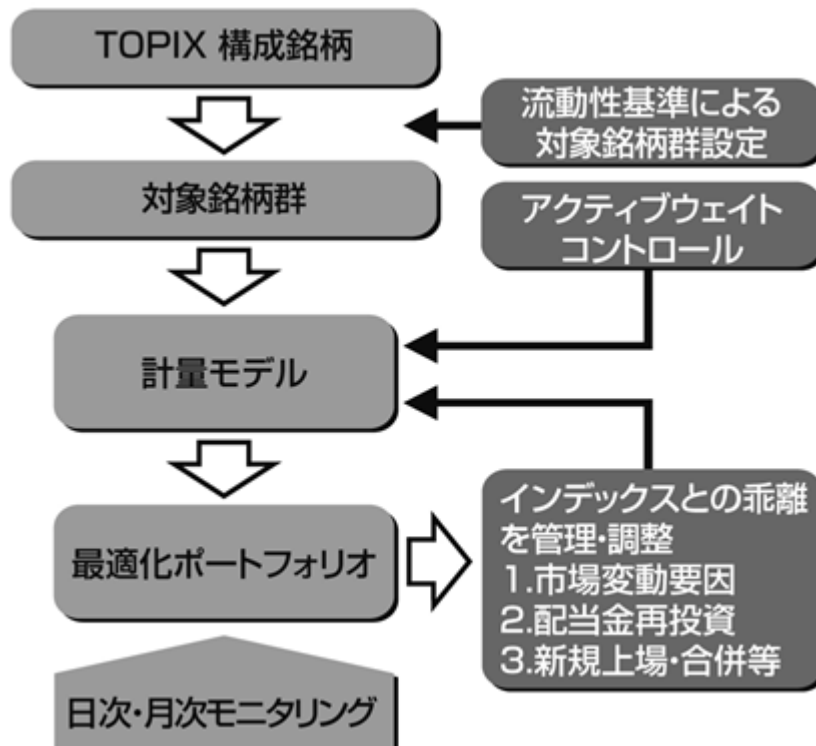 TOPIX 構成銘柄
流動性基準による
対象銘柄群設定
対象銘柄群
アクティブウェイト
コントロール
計量モデル
最適化ポートフォリオ
インデックスとの乖離
を管理・調整
1.市場変動要因
2.配当金再投資
3.新規上場・合併等
日次・月次モニタリング